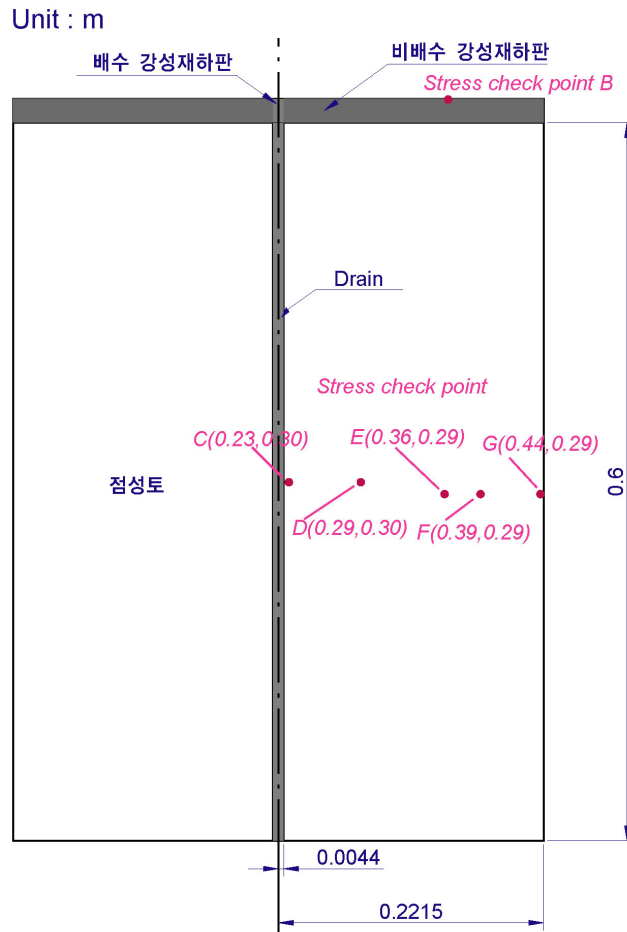 Unit : m
배수 강성재하판
비배수 강성재하판
Stress check point B
Drain
Stress check point
C(0.23,0.30)
E(0.36,0.29)
G(0.44,0.29)
점성토
D(0.29,0.30)
F(0.39,0.29)
0.6
0.0044
0.2215